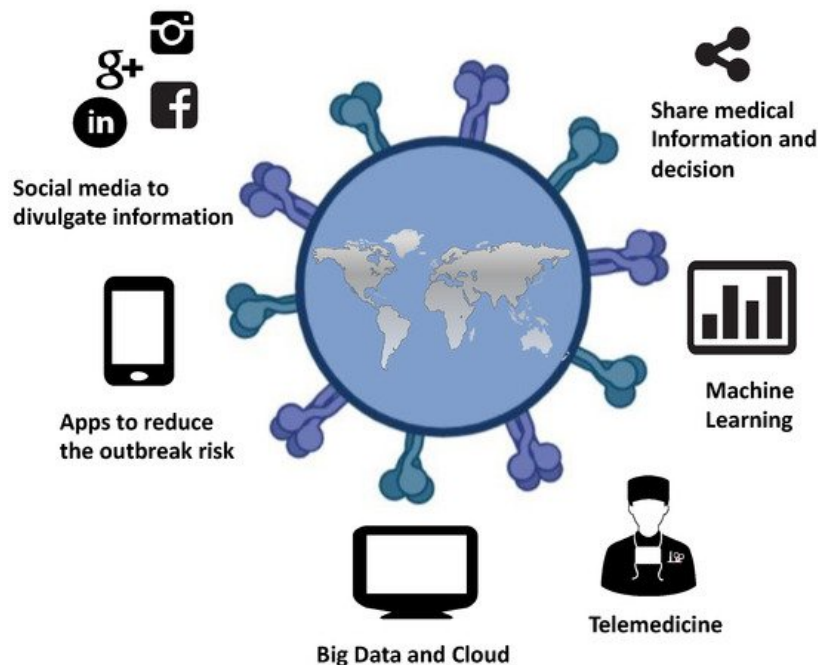 g+
in
f
Social media to
divulgate information
Share medical
Information and
decision
Apps to reduce
the outbreak risk
Machine
Learning
Telemedicine
Big Data and Cloud